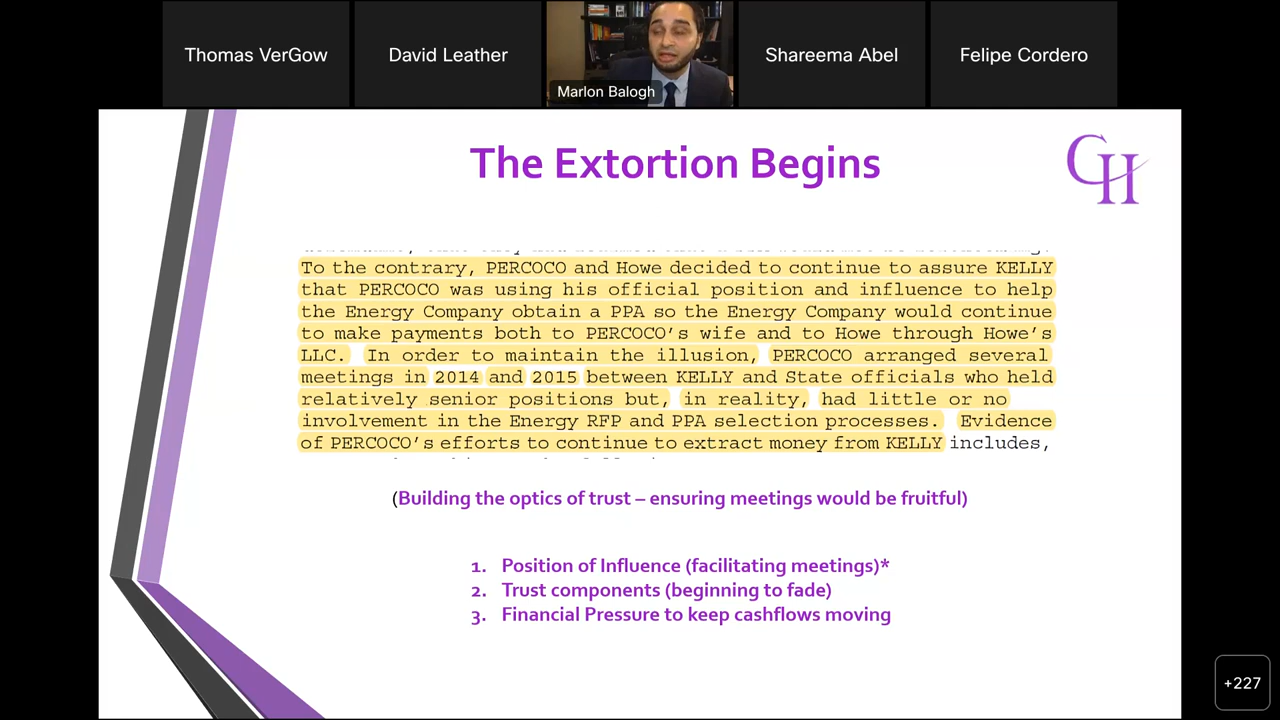 Thomas VerGow
David Leather
Marlon Balogh
Shareema Abel
Felipe Cordero
The Extortion Begins
CH
To the contrary, PERCOCO and Howe decided to continue to assure KELLY
that PERCOCO was using his official position and influence to help
the Energy Company obtain a PPA so the Energy Company would continue
to make payments both to PERCOCO's wife and to Howe through Howe's
LLC. In order to maintain the illusion, PERCOCO arranged several
meetings in 2014 and 2015 between KELLY and State officials who held
relatively senior positions but, in reality, had little or no
involvement in the Energy RFP and PPA selection processes. Evidence
of PERCOCO's efforts to continue to extract money from KELLY includes,
(Building the optics of trust – ensuring meetings would be fruitful)
1. Position of Influence (facilitating meetings)*
2. Trust components (beginning to fade)
3. Financial Pressure to keep cashflows moving
+227